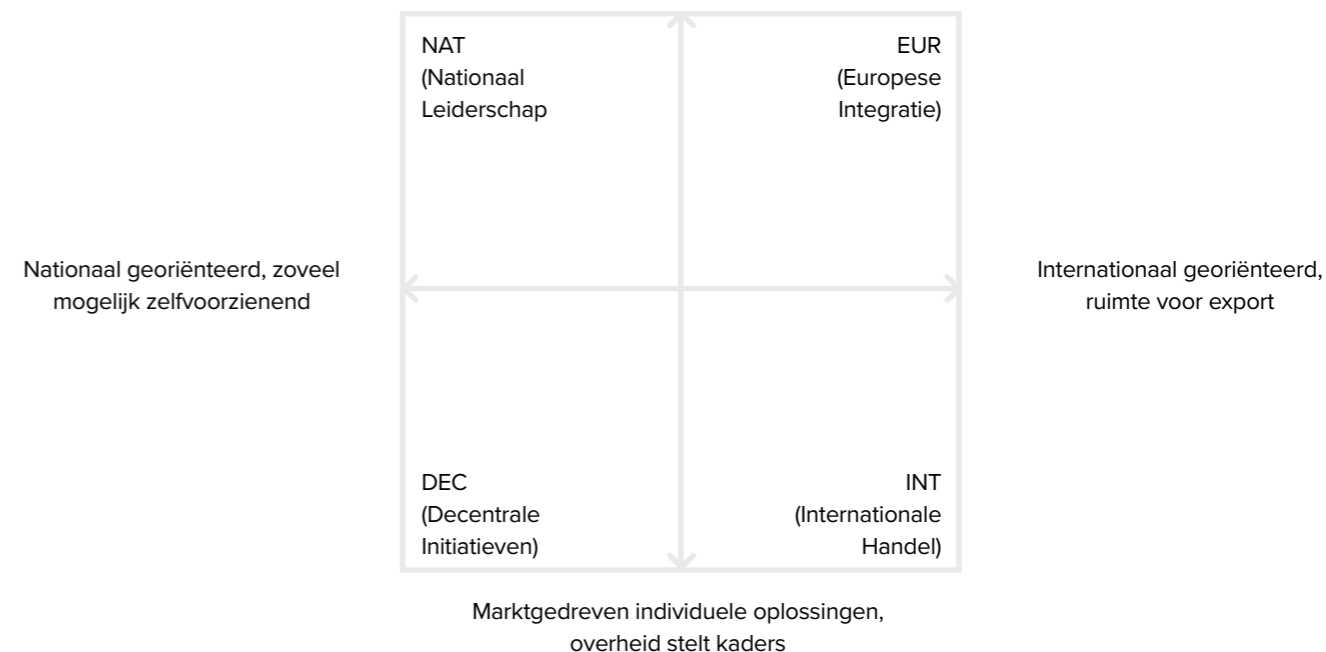 NAT
(Nationaal
Leiderschap
EUR
(Europese
Integratie)
Nationaal georiënteerd, zoveel
mogelijk zelfvoorzienend
Internationaal georiënteerd,
ruimte voor export
DEC
(Decentrale
Initiatieven)
INT
(Internationale
Handel)
Marktgedreven individuele oplossingen,
overheid stelt kaders